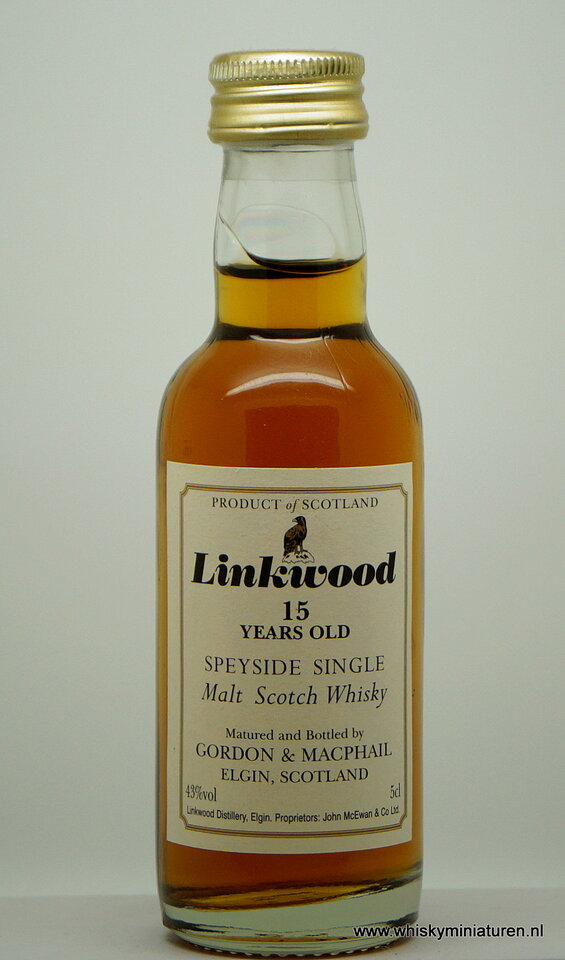 PRODUCT of SCOTLAND
Linkwood
15
YEARS OLD
SPEYSIDE SINGLE
Malt Scotch Whisky
Matured and Bottled by
GORDON & MACPHAIL
ELGIN, SCOTLAND
43%vol 5cl
Linkwood Distillery, Elgin. Proprietors: John McEwan & Co Ltd.
www.whiskyminiaturen.nl